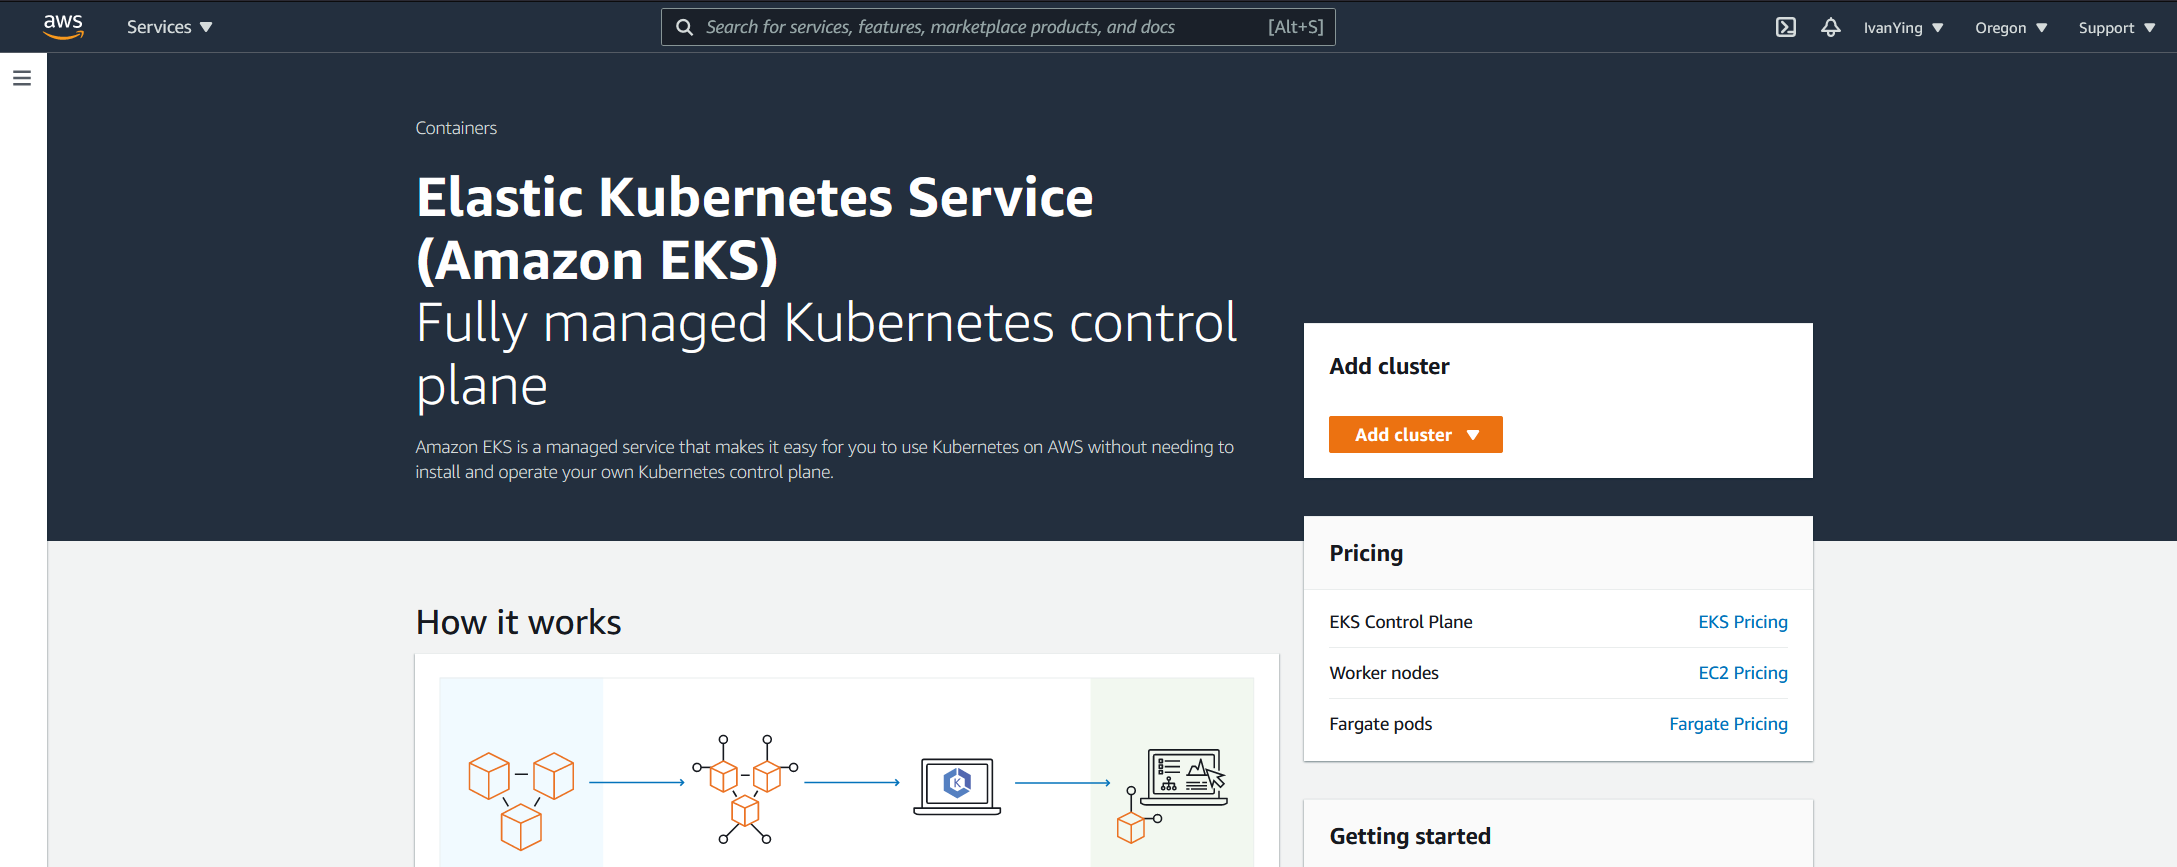 aws
Services
Search for services, features, marketplace products, and docs
[Alt+S]
IvanYing
Oregon
Support
Containers
Elastic Kubernetes Service
(Amazon EKS)
Fully managed Kubernetes control
plane
Amazon EKS is a managed service that makes it easy for you to use Kubernetes on AWS without needing to
install and operate your own Kubernetes control plane.
Add cluster
Add cluster
Pricing
EKS Control Plane
EKS Pricing
Worker nodes
EC2 Pricing
Fargate pods
Fargate Pricing
How it works
K
Getting started